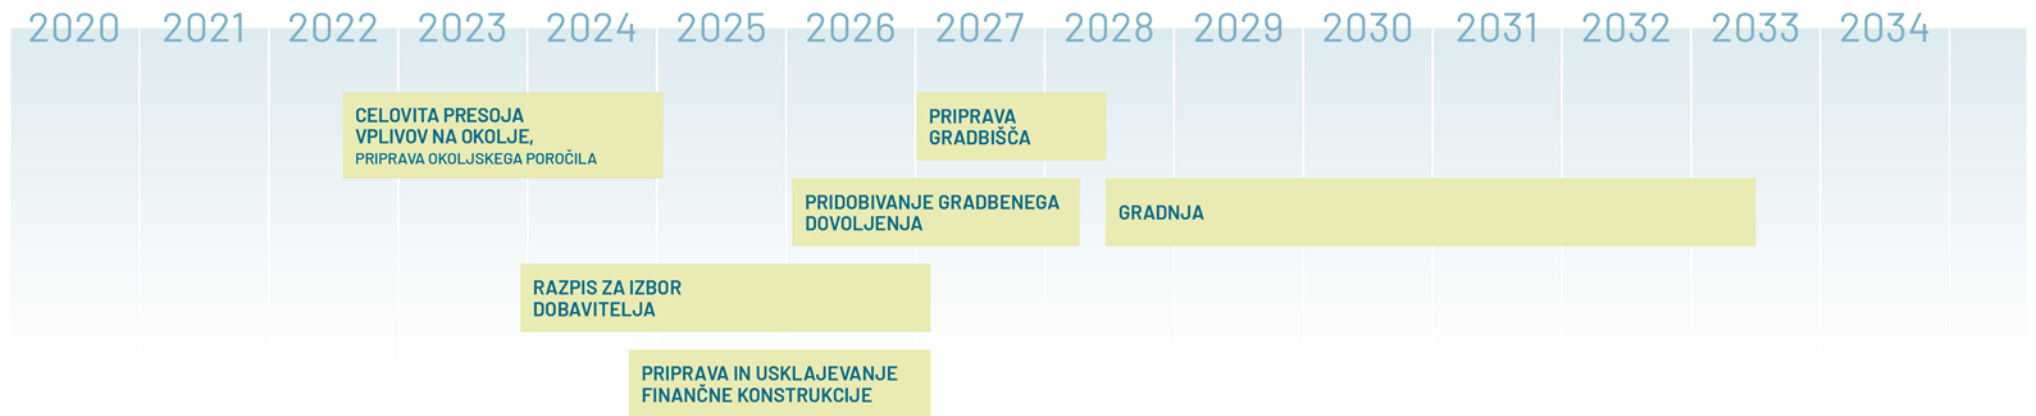 2020 2021 2022 2023 2024 2025 2026 2027 2028 2029 2030 2031 2032 2033 2034
CELOVITA PRESOJA
VPLIVOV NA OKOLJE,
PRIPRAVA OKOLJSKEGA POROČILA
PRIPRAVA
GRADBIŠČA
PRIDOBIVANJE GRADBENEGA
DOVOLJENJA
GRADNJA
RAZPIS ZA IZBOR
DOBAVITELJA
PRIPRAVA IN USKLAJEVANJE
FINANČNE KONSTRUKCIJE